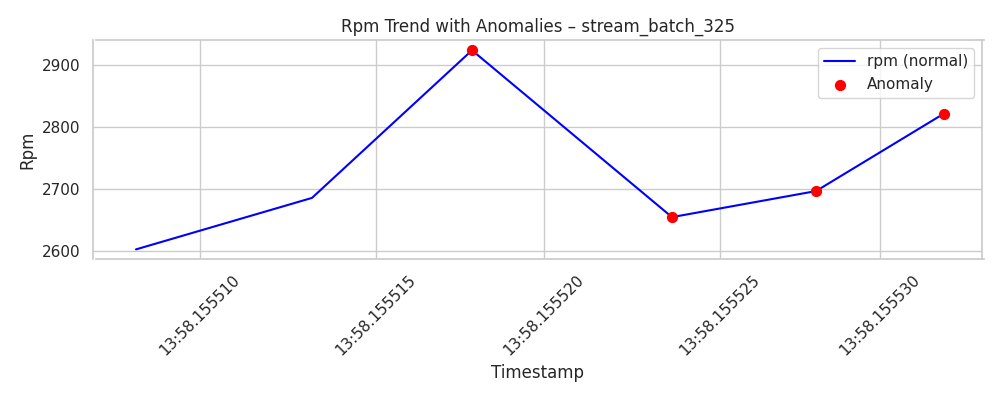 Rpm Trend with Anomalies – stream_batch_325
rpm (normal)
Anomaly
2900
2800
2700
2600
Rpm
13:58.155510
13:58.155515
13:58.155520
13:58.155525
13:58.155530
Timestamp